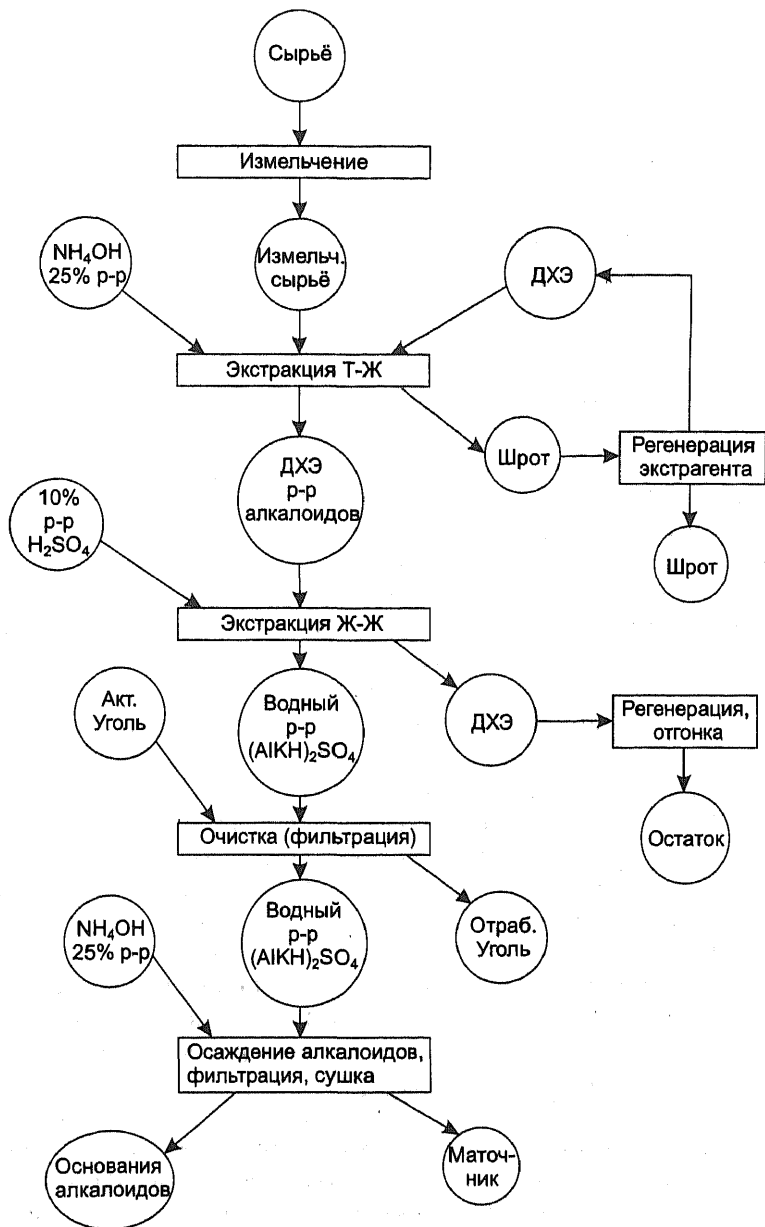 Сырьё
Измельчение
NH₄OH
25% р-р
Измельч.
сырьё
ДХЭ
Экстракция Т-Ж
Шрот
Регенерация
экстрагента
ДХЭ
р-р
алкалоидов
Шрот
10%
р-р
H₂SO₄
Экстракция Ж-Ж
Акт.
Уголь
Водный
р-р
(AlKH)₂SO₄
ДХЭ
Регенерация,
отгонка
Очистка (фильтрация)
Остаток
NH₄OH
25% р-р
Водный
р-р
(AlKH)₂SO₄
Отраб.
Уголь
Осаждение алкалоидов,
фильтрация, сушка
Основания
алкалоидов
Маточ-
ник